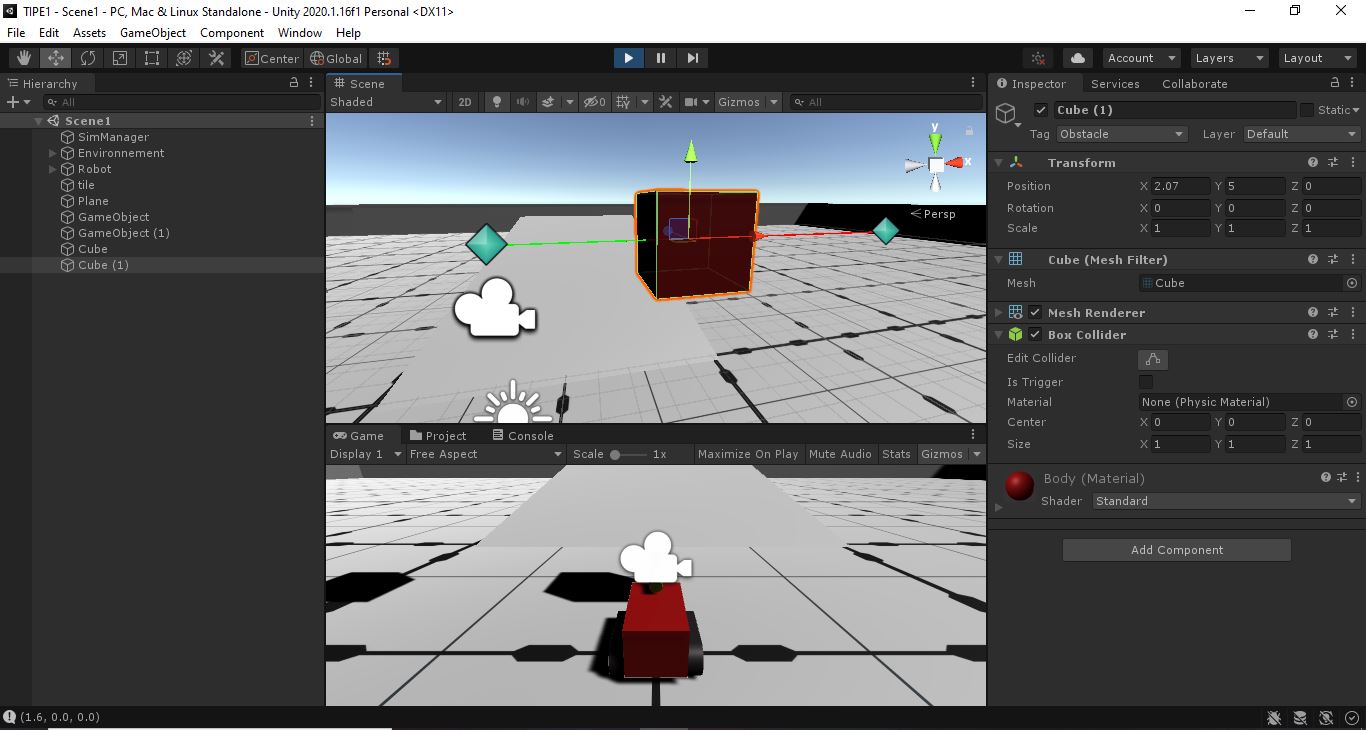 TIPE1 - Scene1 - PC, Mac & Linux Standalone - Unity 2020.1.16f1 Personal <DX11>
File Edit Assets GameObject Component Window Help
Center Global Account Layers Layout
Hierarchy
All
Scene1
SimManager
Environnement
Robot
tile
Plane
GameObject
GameObject (1)
Cube
Cube (1)
Scene
Shaded 2D 0 Gizmos All
y
x
Persp
Game Project Console
Display 1 Free Aspect Scale 1x Maximize On Play Mute Audio Stats Gizmos
Inspector Services Collaborate
Cube (1) Static
Tag Obstacle Layer Default
Transform
Position X 2.07 Y 5 Z 0
Rotation X 0 Y 0 Z 0
Scale X 1 Y 1 Z 1
Cube (Mesh Filter)
Mesh Cube
Mesh Renderer
Box Collider
Edit Collider
Is Trigger
Material None (Physic Material)
Center X 0 Y 0 Z 0
Size X 1 Y 1 Z 1
Body (Material)
Shader Standard
Add Component
(1.6, 0.0, 0.0)